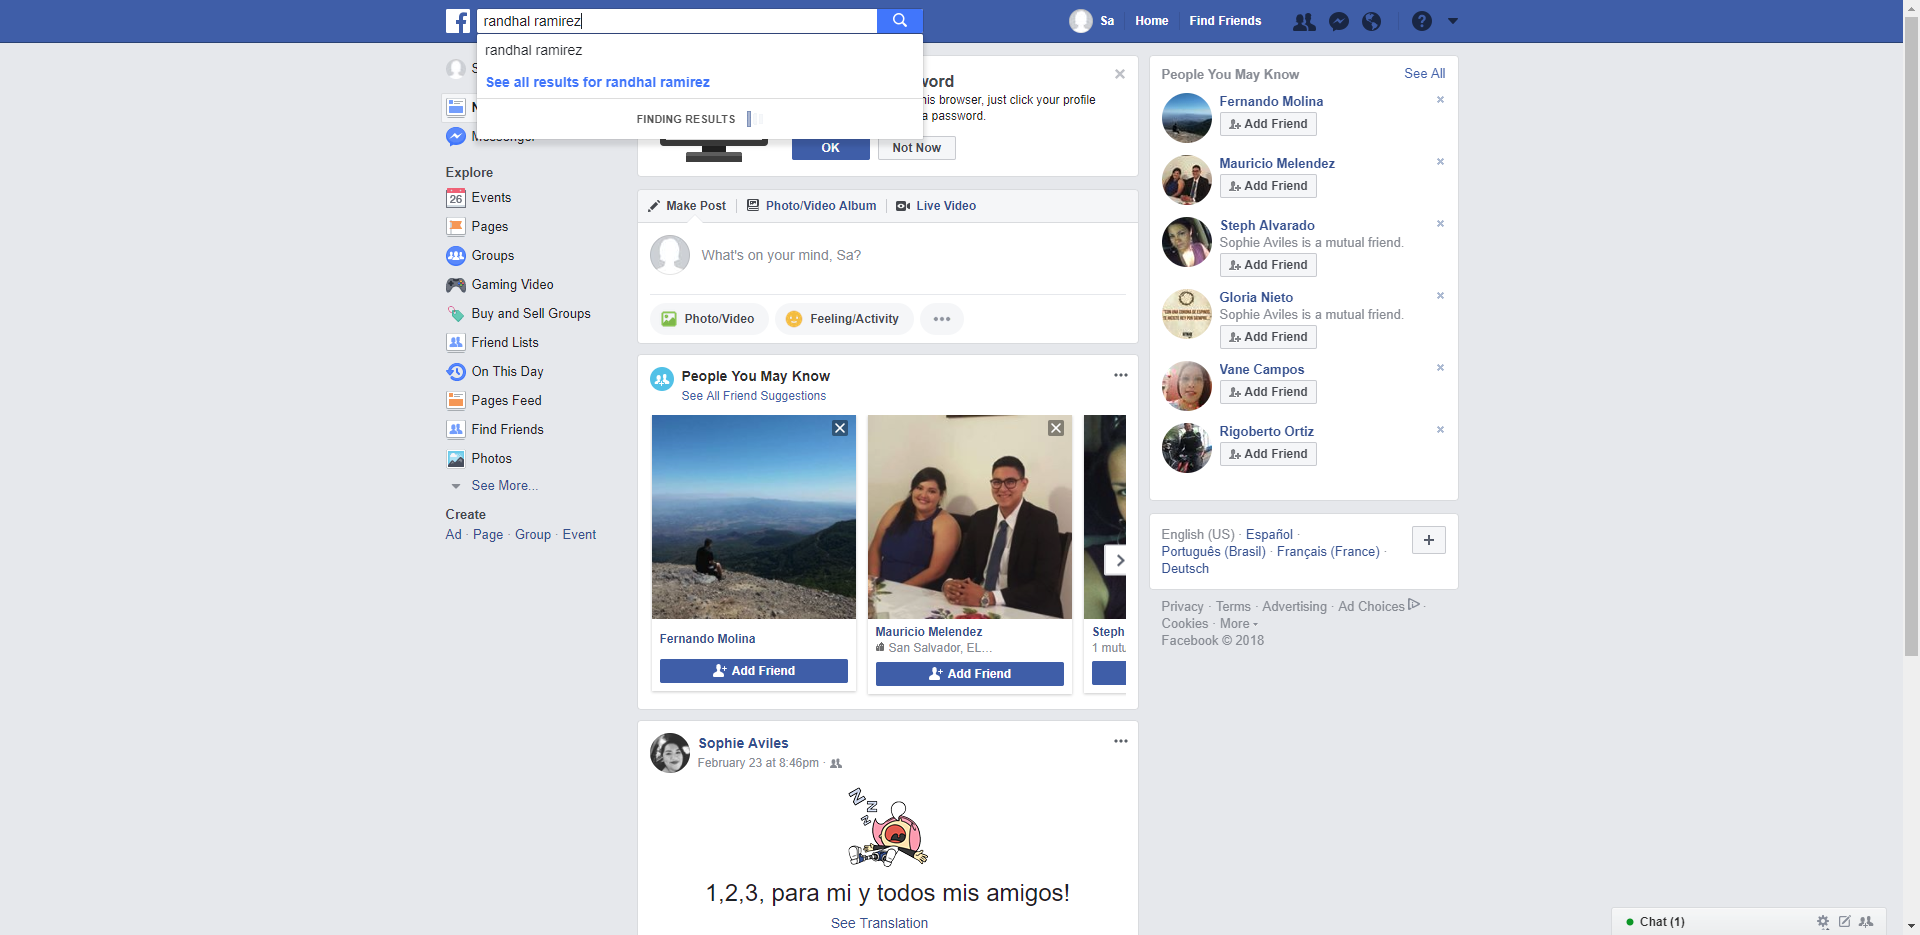 randhal ramirez
Sa
Home
Find Friends
randhal ramirez
See all results for randhal ramirez
FINDING RESULTS
his browser, just click your profile
a password.
OK
Not Now
Explore
26 Events
Pages
Groups
Gaming Video
Buy and Sell Groups
Friend Lists
On This Day
Pages Feed
Find Friends
Photos
See More...
Create
Ad · Page · Group · Event
Make Post
Photo/Video Album
Live Video
What's on your mind, Sa?
Photo/Video
Feeling/Activity
People You May Know
See All Friend Suggestions
Fernando Molina
Add Friend
Mauricio Melendez
San Salvador, EL...
Add Friend
Steph
1 mutu
Sophie Aviles
February 23 at 8:46pm ·
Z Z Z
1,2,3, para mi y todos mis amigos!
See Translation
People You May Know
See All
Fernando Molina
Add Friend
Mauricio Melendez
Add Friend
Steph Alvarado
Sophie Aviles is a mutual friend.
Add Friend
Gloria Nieto
Sophie Aviles is a mutual friend.
Add Friend
Vane Campos
Add Friend
Rigoberto Ortiz
Add Friend
English (US) · Español ·
Português (Brasil) · Français (France) ·
Deutsch
Privacy · Terms · Advertising · Ad Choices ·
Cookies · More
Facebook © 2018
Chat (1)